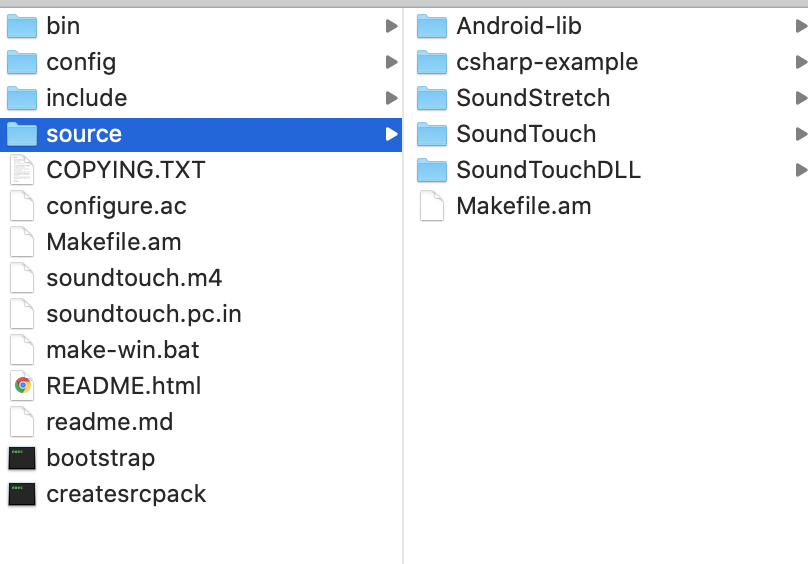 bin
config
include
source
COPYING.TXT
configure.ac
Makefile.am
soundtouch.m4
soundtouch.pc.in
make-win.bat
README.html
readme.md
bootstrap
createsrcpack
Android-lib
csharp-example
SoundStretch
SoundTouch
SoundTouchDLL
Makefile.am